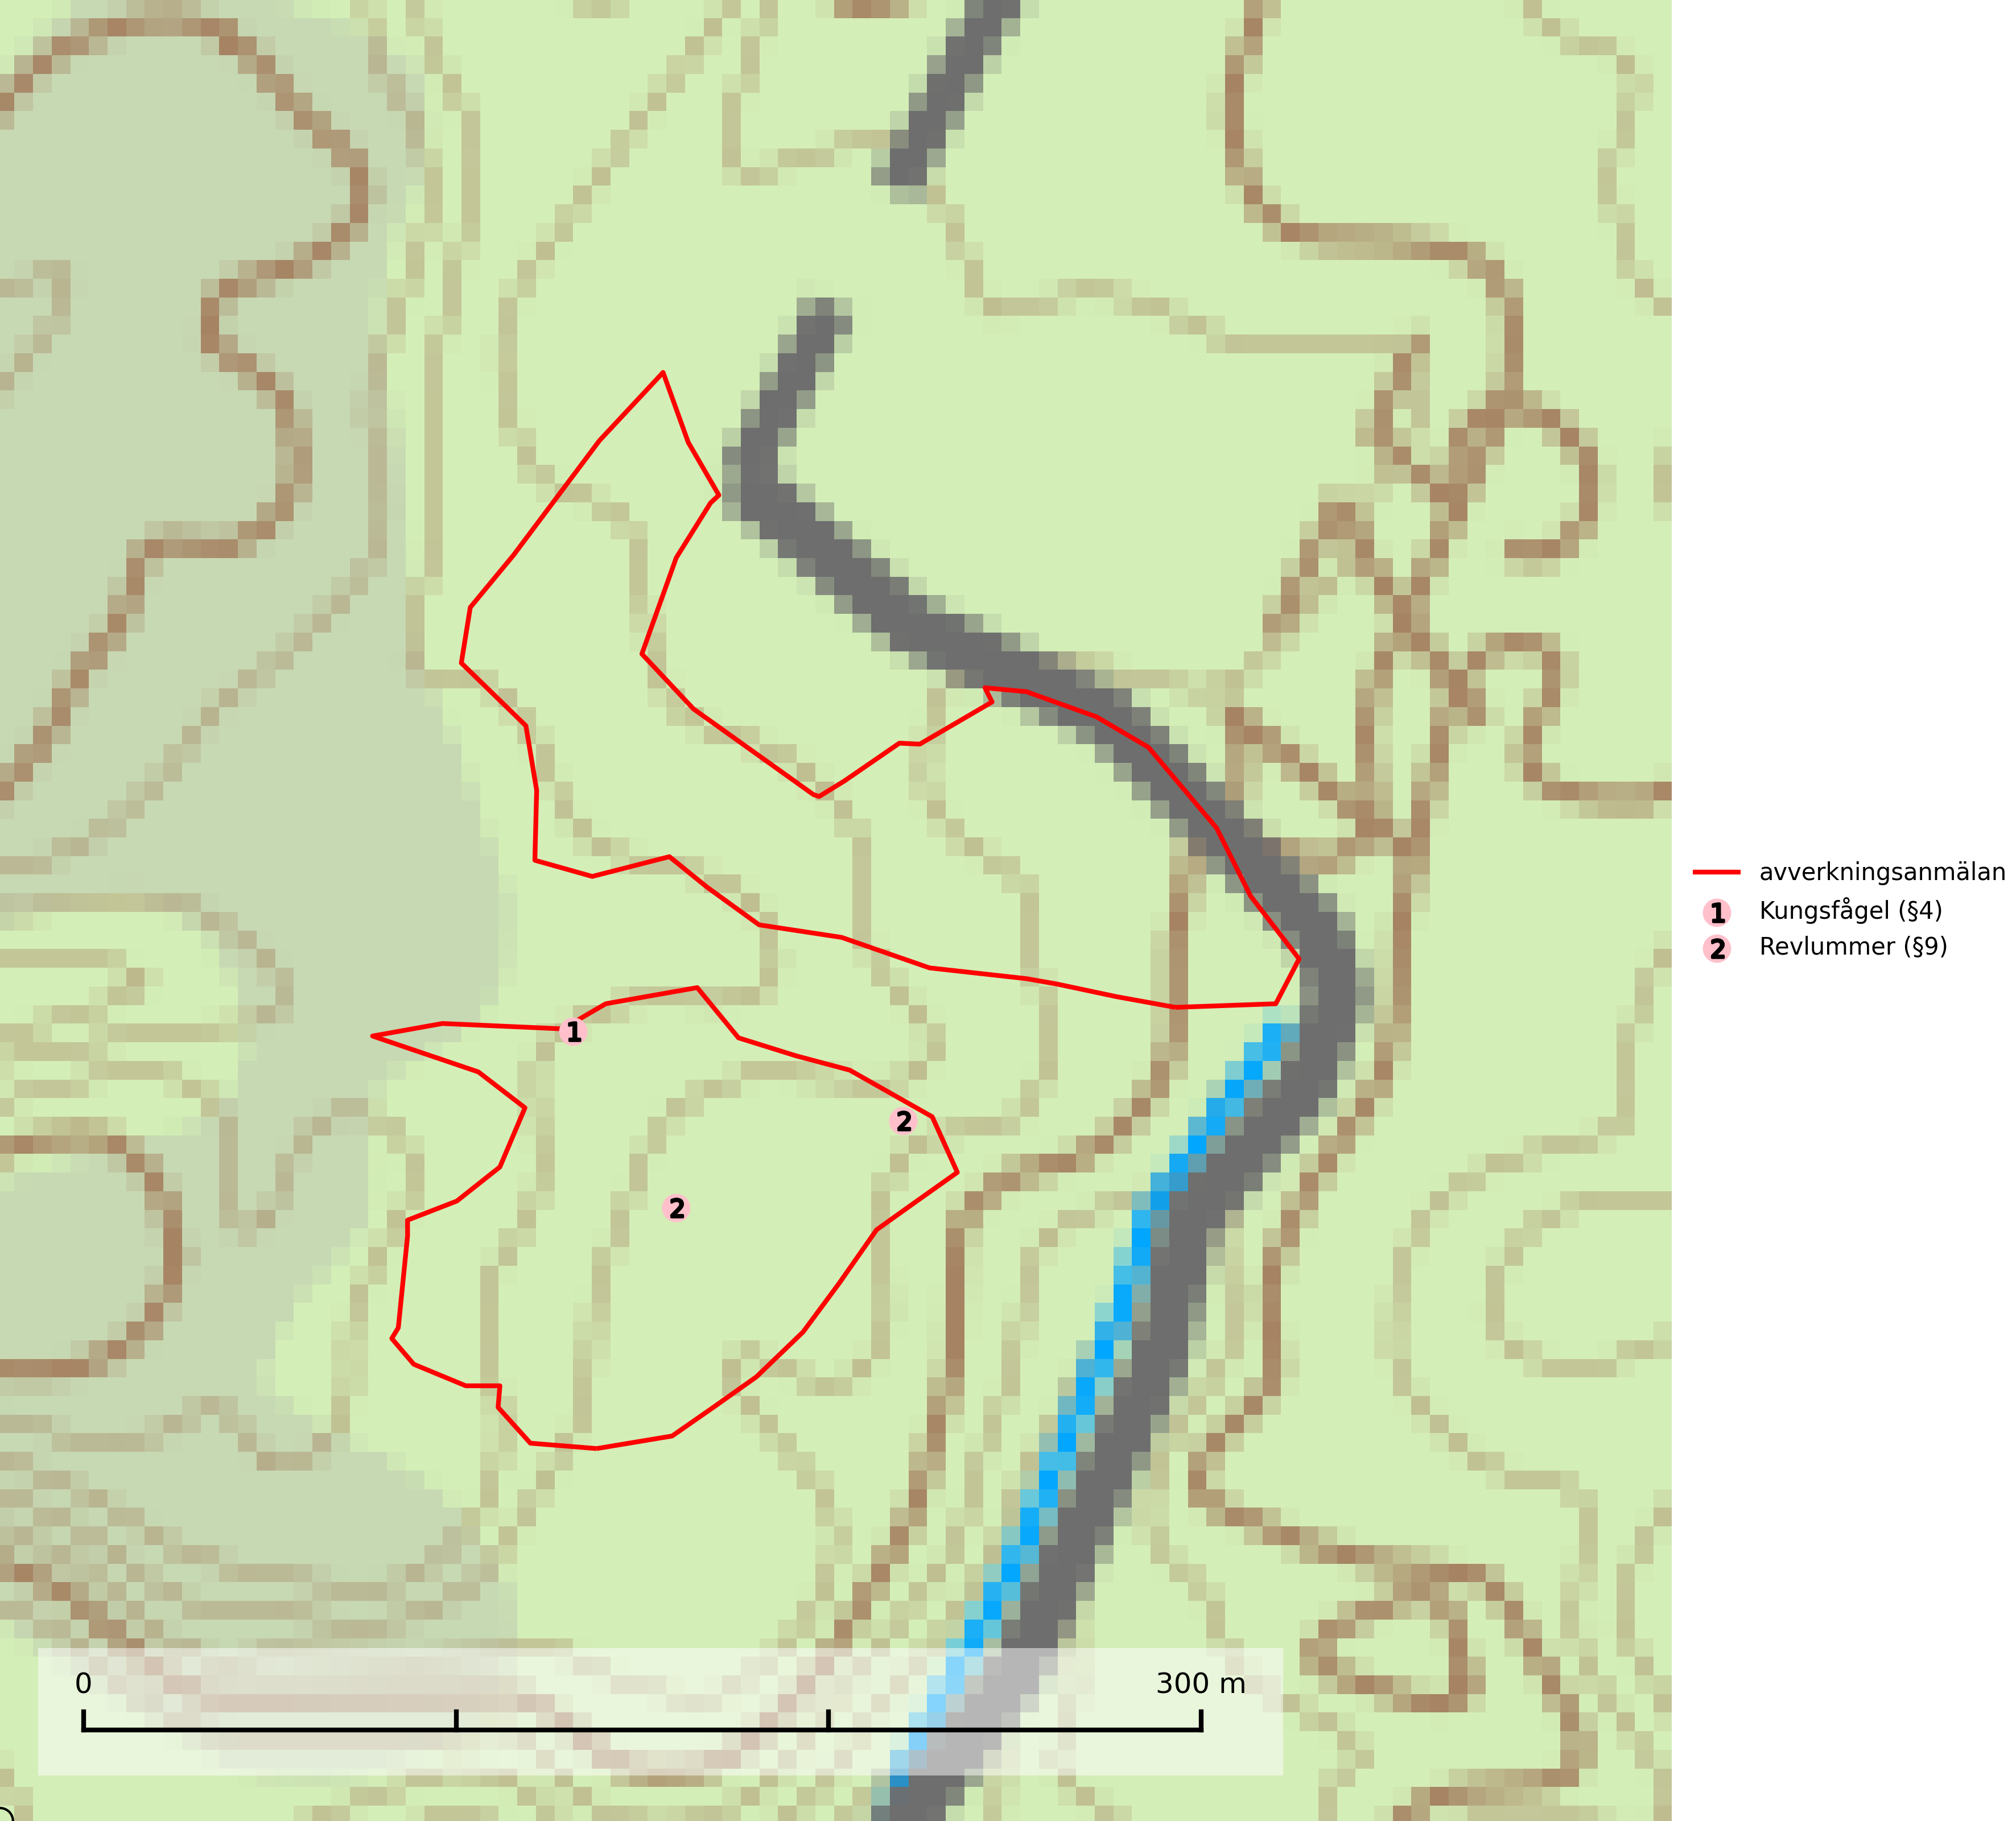 avverkningsanmälan
1 Kungsfågel (§4)
2 Revlummer (§9)
1
2
2
0 300 m